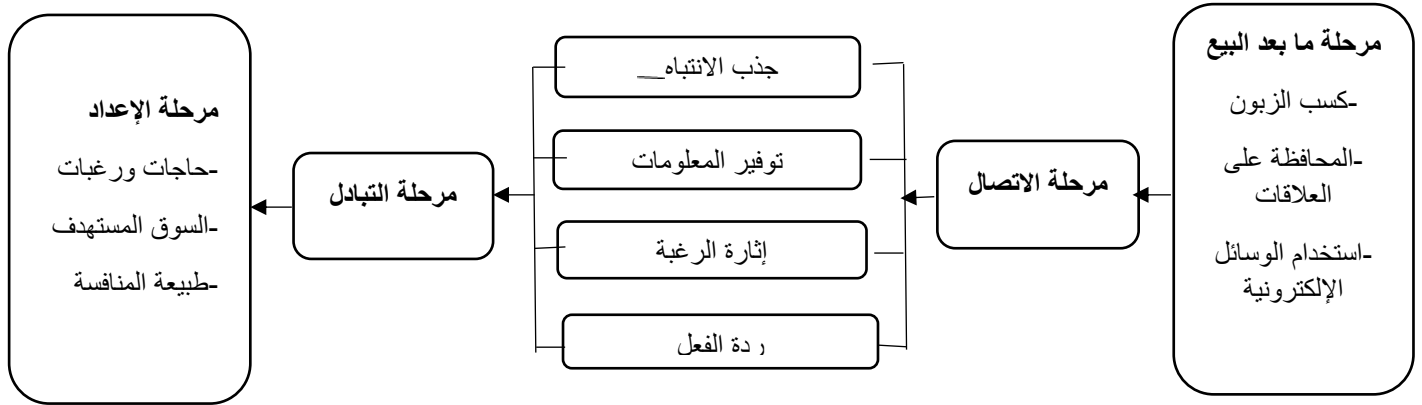 مرحلة ما بعد البيع
-كسب الزبون
-المحافظة على
العلاقات
-استخدام الوسائل
الإلكترونية
مرحلة الاتصال
جذب الانتباه
توفير المعلومات
إثارة الرغبة
ردة الفعل
مرحلة التبادل
مرحلة الإعداد
-حاجات ورغبات
-السوق المستهدف
-طبيعة المنافسة